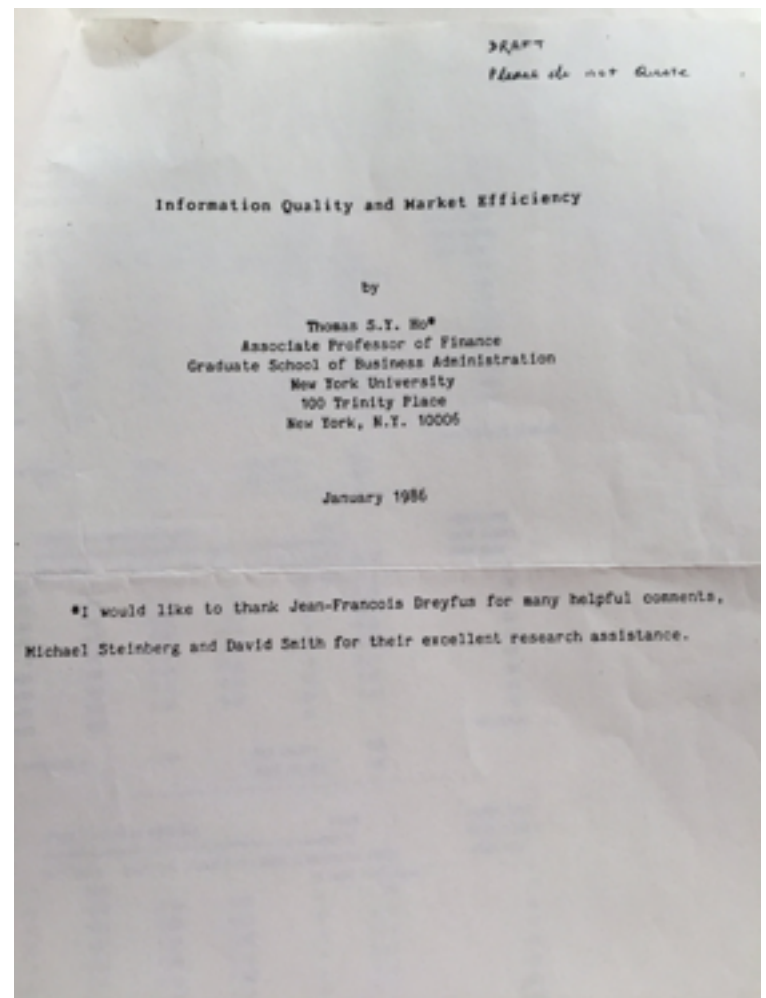 DRAFT
Please do not Quote
Information Quality and Market Efficiency
by
Thomas S.Y. Ho*
Associate Professor of Finance
Graduate School of Business Administration
New York University
100 Trinity Place
New York, N.Y. 10006
January 1986
*I would like to thank Jean-Francois Dreyfus for many helpful comments,
Michael Steinberg and David Smith for their excellent research assistance.